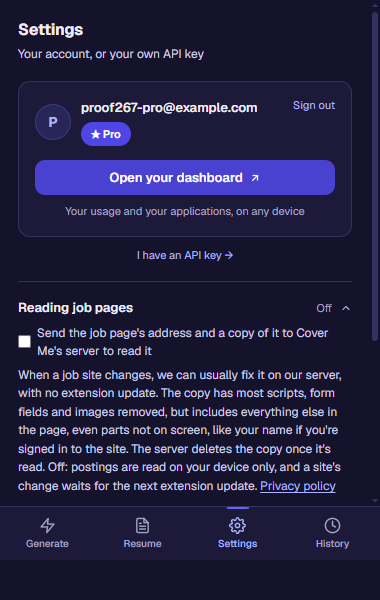 Settings
Your account, or your own API key
P
proof267-pro@example.com
Sign out
★ Pro
Open your dashboard ↗
Your usage and your applications, on any device
I have an API key →
Reading job pages
Off
Send the job page's address and a copy of it to Cover
Me's server to read it
When a job site changes, we can usually fix it on our server,
with no extension update. The copy has most scripts, form
fields and images removed, but includes everything else in
the page, even parts not on screen, like your name if you're
signed in to the site. The server deletes the copy once it's
read. Off: postings are read on your device only, and a site's
change waits for the next extension update. Privacy policy
Generate
Resume
Settings
History